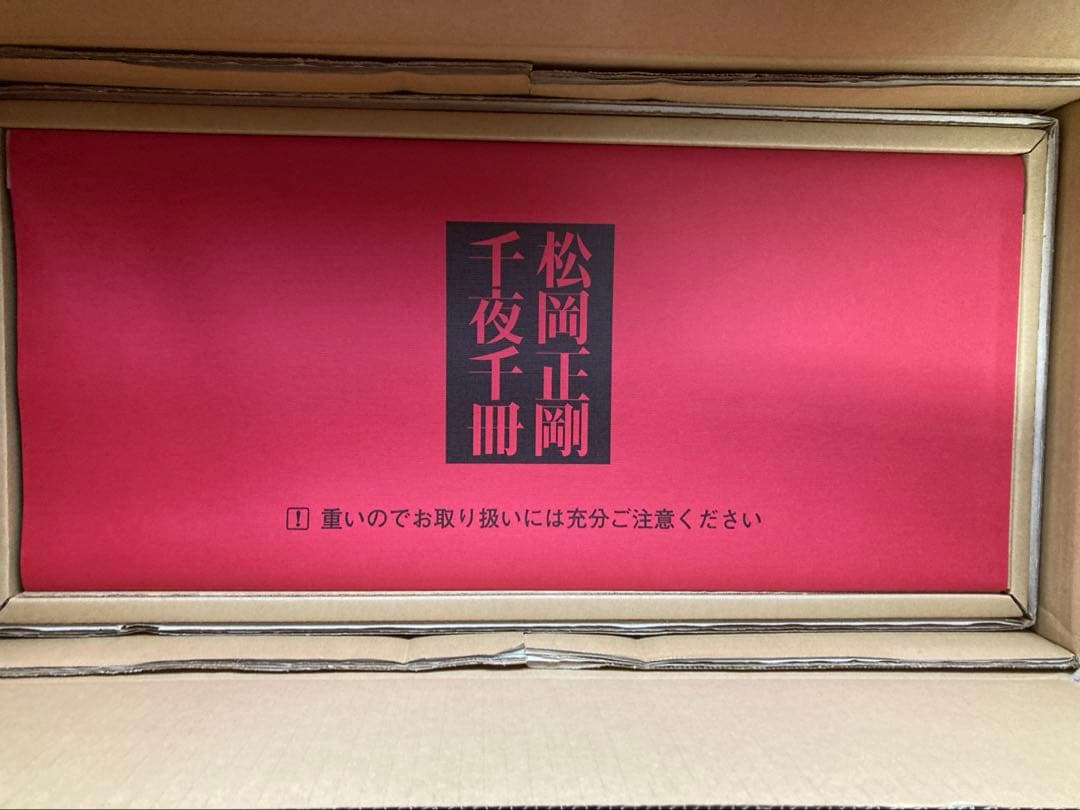 松岡正剛
千夜千冊
! 重いのでお取り扱いには充分ご注意ください